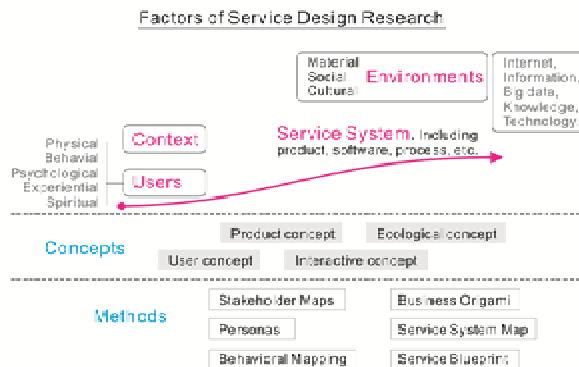 Factors of Service Design Research
Material
Social
Cultural
Environments
Internet,
Information,
Big data,
Knowledge,
Technology
Context
Service System. Including
product, software, process, etc.
Physical
Behavial
Psychological
Experiential
Spiritual
Users
Concepts
Product concept
Ecological concept
User concept
Interactive concept
Methods
Stakeholder Maps
Business Origami
Personas
Service System Map
Behavioral Mapping
Service Blueprint